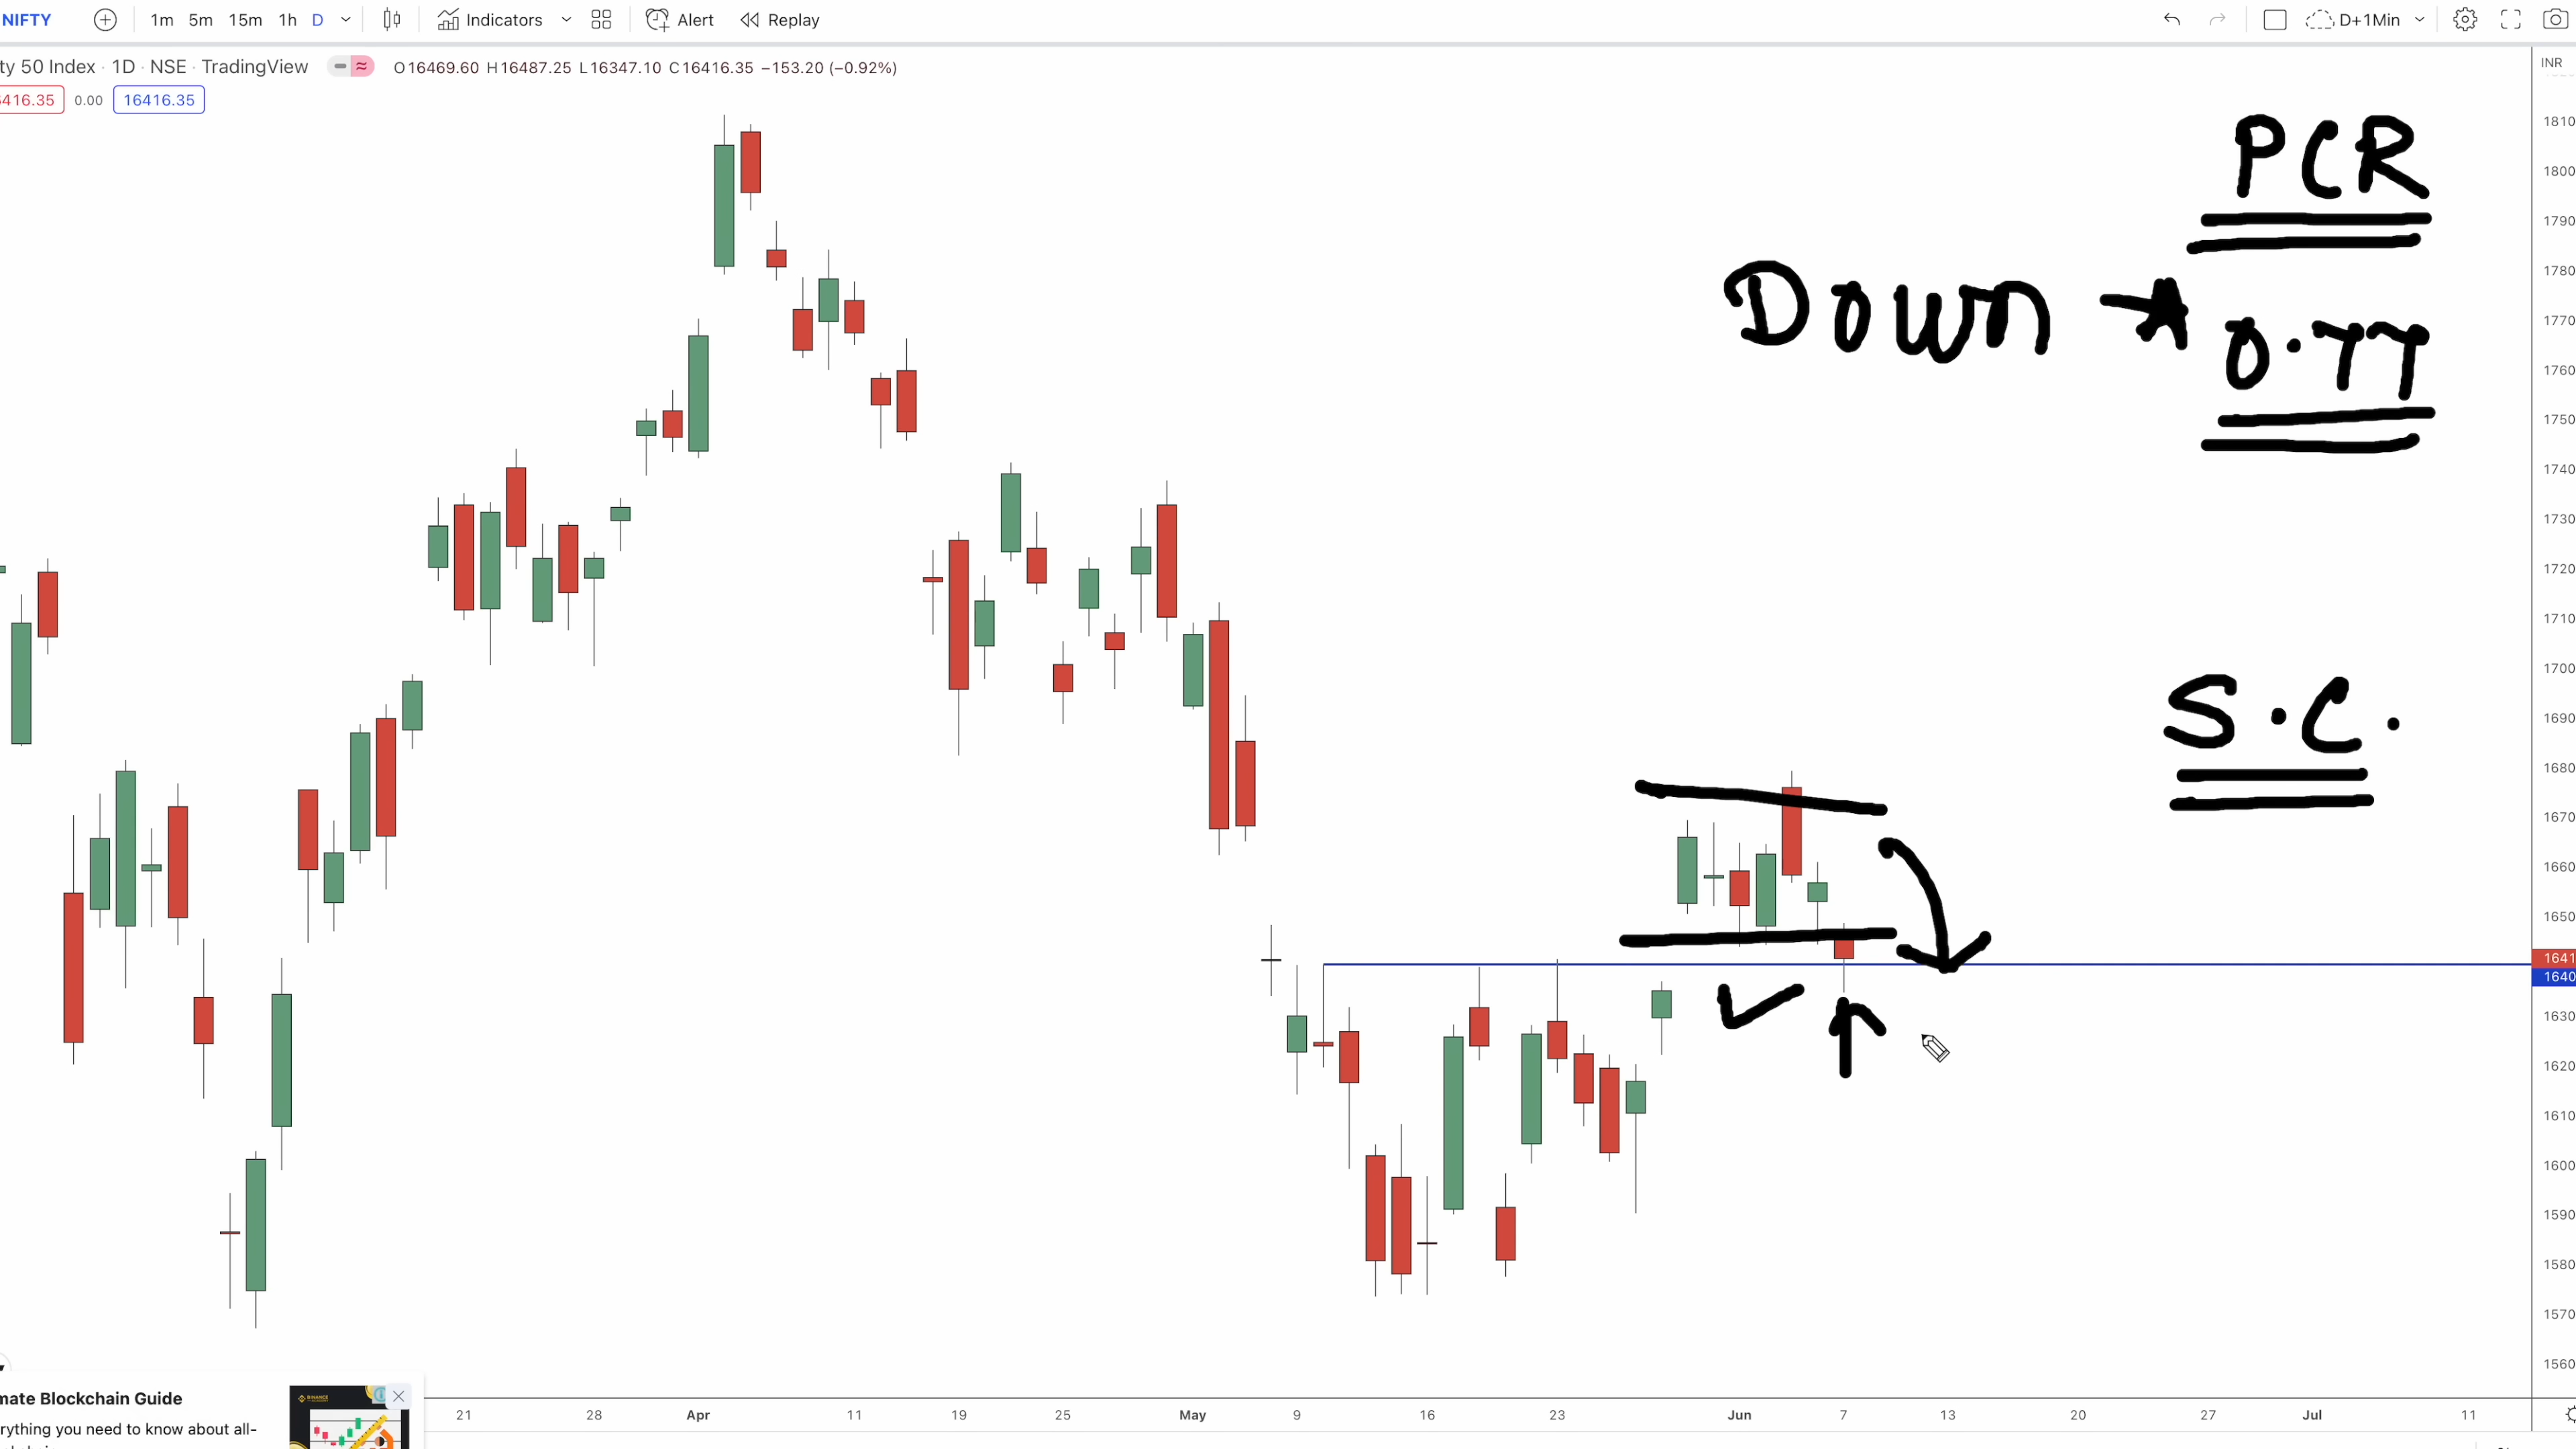 NIFTY 1m 5m 15m 1h D Indicators Alert Replay D+1Min
ty 50 Index · 1D · NSE · TradingView O16469.60 H16487.25 L16347.10 C16416.35 −153.20 (−0.92%)
INR
416.35 0.00 16416.35
PCR
Down
0.77
S.C.
1810
1800
1790
1780
1770
1760
1750
1740
1730
1720
1710
1700
1690
1680
1670
1660
1650
1641
1640
1630
1620
1610
1600
1590
1580
1570
1560
21 28 Apr 11 19 25 May 9 16 23 Jun 7 13 20 27 Jul 11
mate Blockchain Guide
rything you need to know about all-